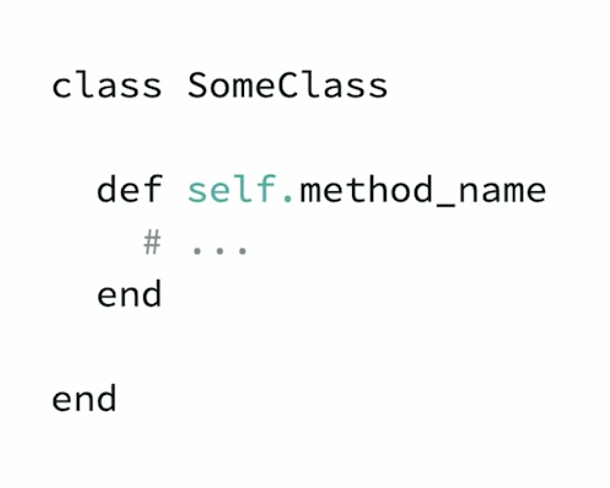 class SomeClass
  def self.method_name
    # ...
  end
end